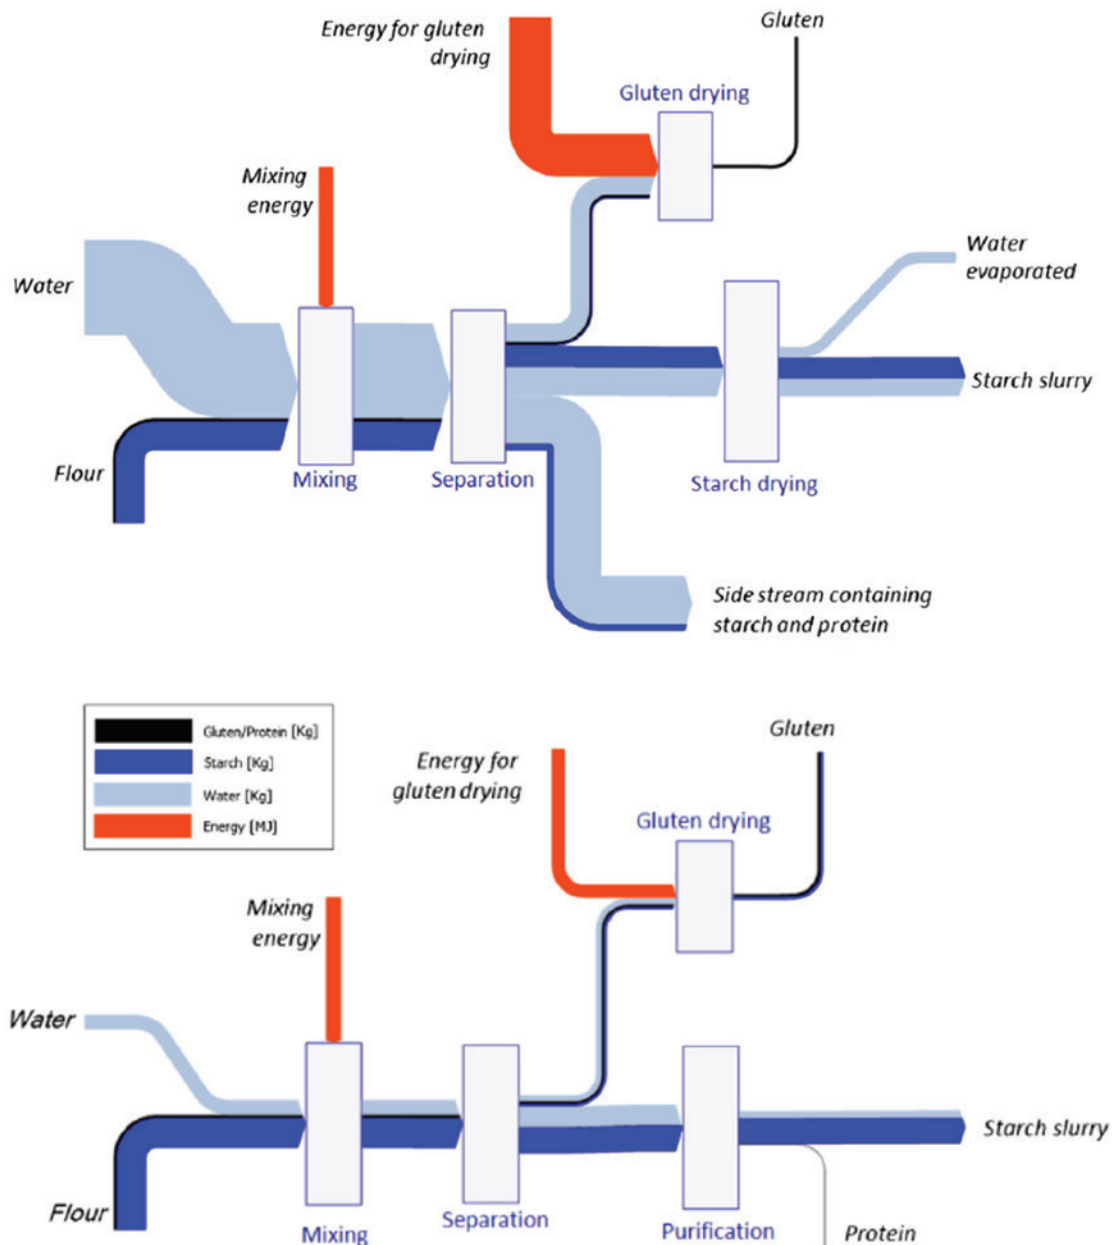 Energy for gluten
drying
Gluten
Gluten drying
Mixing
energy
Water
Water
evaporated
Starch slurry
Flour
Mixing
Separation
Starch drying
Side stream containing
starch and protein
Gluten/Protein [Kg]
Starch [Kg]
Water [Kg]
Energy [MJ]
Energy for
gluten drying
Gluten
Gluten drying
Mixing
energy
Water
Starch slurry
Flour
Mixing
Separation
Purification
Protein